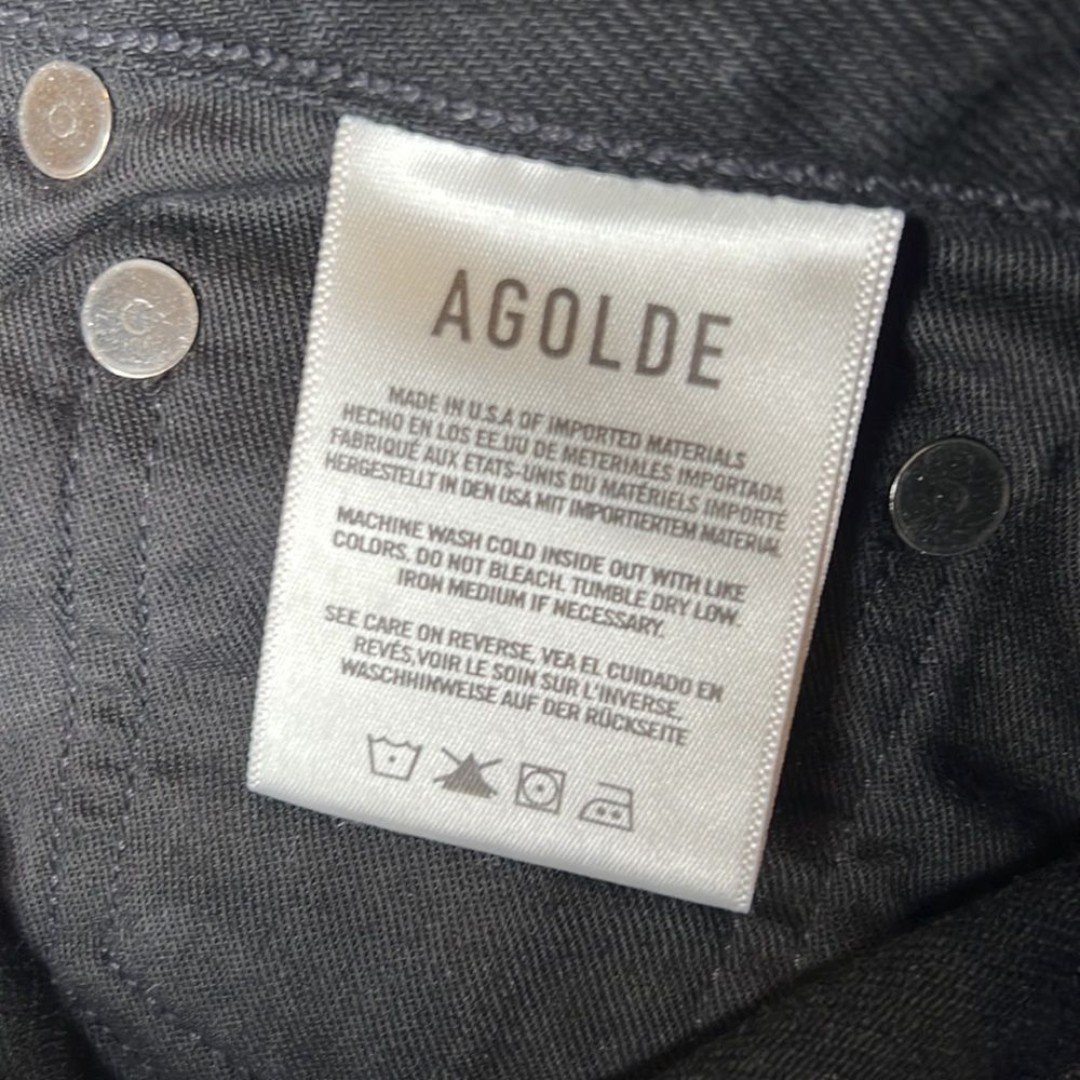 AGOLDE
MADE IN U.S.A OF IMPORTED MATERIALS
HECHO EN LOS EE.UU DE METERIALES IMPORTADA
FABRIQUÉ AUX ETATS-UNIS DU MATÉRIELS IMPORTÉ
HERGESTELLT IN DEN USA MIT IMPORTIERTEM MATERIAL
MACHINE WASH COLD INSIDE OUT WITH LIKE
COLORS. DO NOT BLEACH. TUMBLE DRY LOW.
IRON MEDIUM IF NECESSARY.
SEE CARE ON REVERSE, VEA EL CUIDADO EN
REVÉS,VOIR LE SOIN SUR L'INVERSE,
WASCHHINWEISE AUF DER RÜCKSEITE